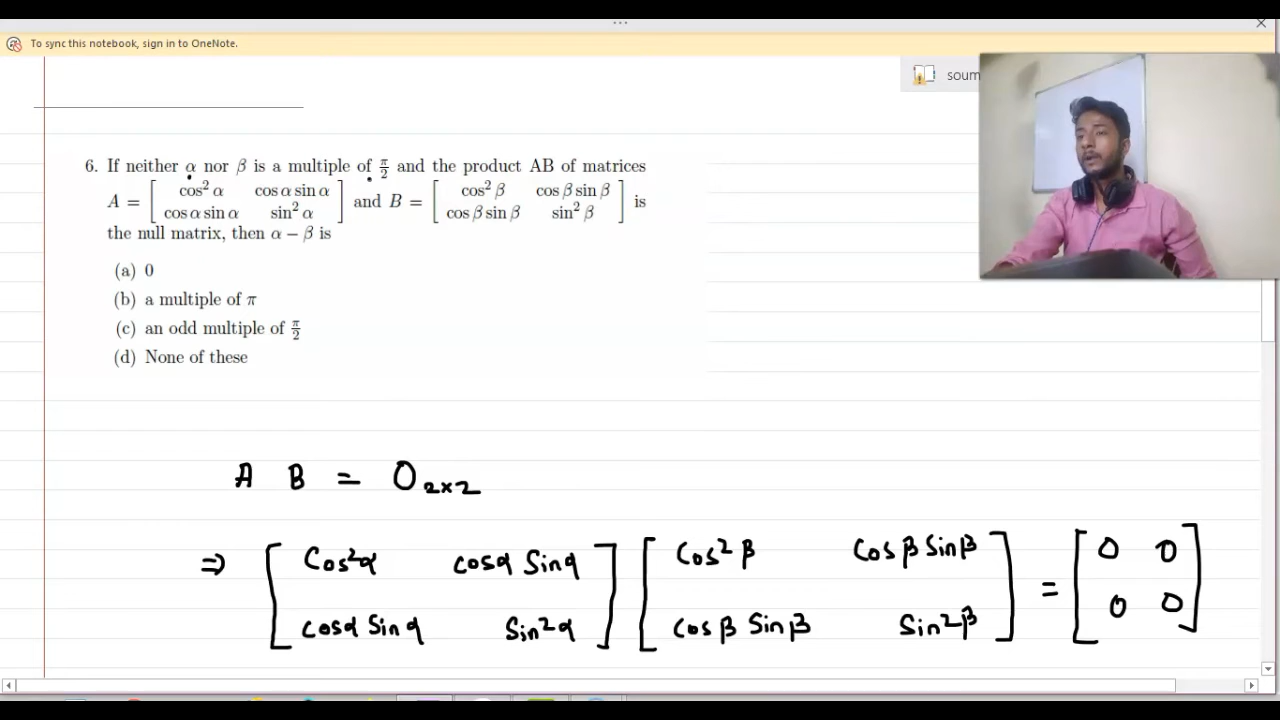 To sync this notebook, sign in to OneNote.
soum
6. If neither α nor β is a multiple of π/2 and the product AB of matrices
A = [ cos² α cos α sin α ; cos α sin α sin² α ] and B = [ cos² β cos β sin β ; cos β sin β sin² β ] is
the null matrix, then α − β is
(a) 0
(b) a multiple of π
(c) an odd multiple of π/2
(d) None of these
A B = O₂ₓ₂
⇒ [ Cos²α cosα Sinα ; cosα Sinα Sin²α ] [ Cos²β Cosβ Sinβ ; Cosβ Sinβ Sin²β ] = [ 0 0 ; 0 0 ]